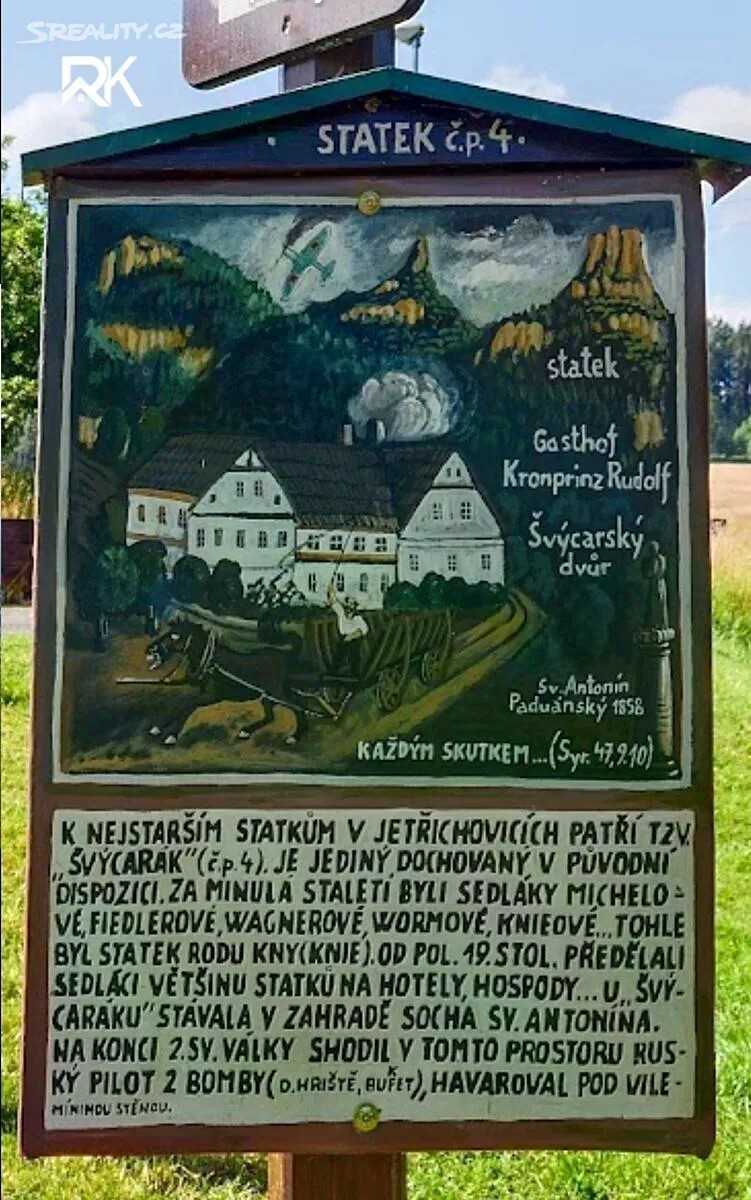 SREALITY.CZ
RK
STATEK č.p. 4.
statek
Gasthof
Kronprinz Rudolf
Švýcarský
dvůr
Sv. Antonín
Paduánský 1858
KAŽDÝM SKUTKEM...(Syr. 47,9.10)
K NEJSTARŠÍM STATKŮM V JETŘICHOVICÍCH PATŘÍ TZV.
„ŠVÝCARÁK" (č.p. 4). JE JEDINÝ DOCHOVANÝ V PŮVODNÍ
DISPOZICI. ZA MINULÁ STALETÍ BYLI SEDLÁKY MICHELO-
VÉ, FIEDLEROVÉ, WAGNEROVÉ, WORMOVÉ, KNIEOVÉ... TOHLE
BYL STATEK RODU KNY(KNIE). OD POL. 19. STOL. PŘEDĚLALI
SEDLÁCI VĚTŠINU STATKŮ NA HOTELY, HOSPODY... U „ŠVÝ-
CARÁKU" STÁVALA V ZAHRADĚ SOCHA SV. ANTONÍNA.
NA KONCI 2. SV. VÁLKY SHODIL V TOMTO PROSTORU RUS-
KÝ PILOT 2 BOMBY (D. HŘIŠTĚ, BUFET), HAVAROVAL POD VILE-
MÍNINOU STĚNOU.